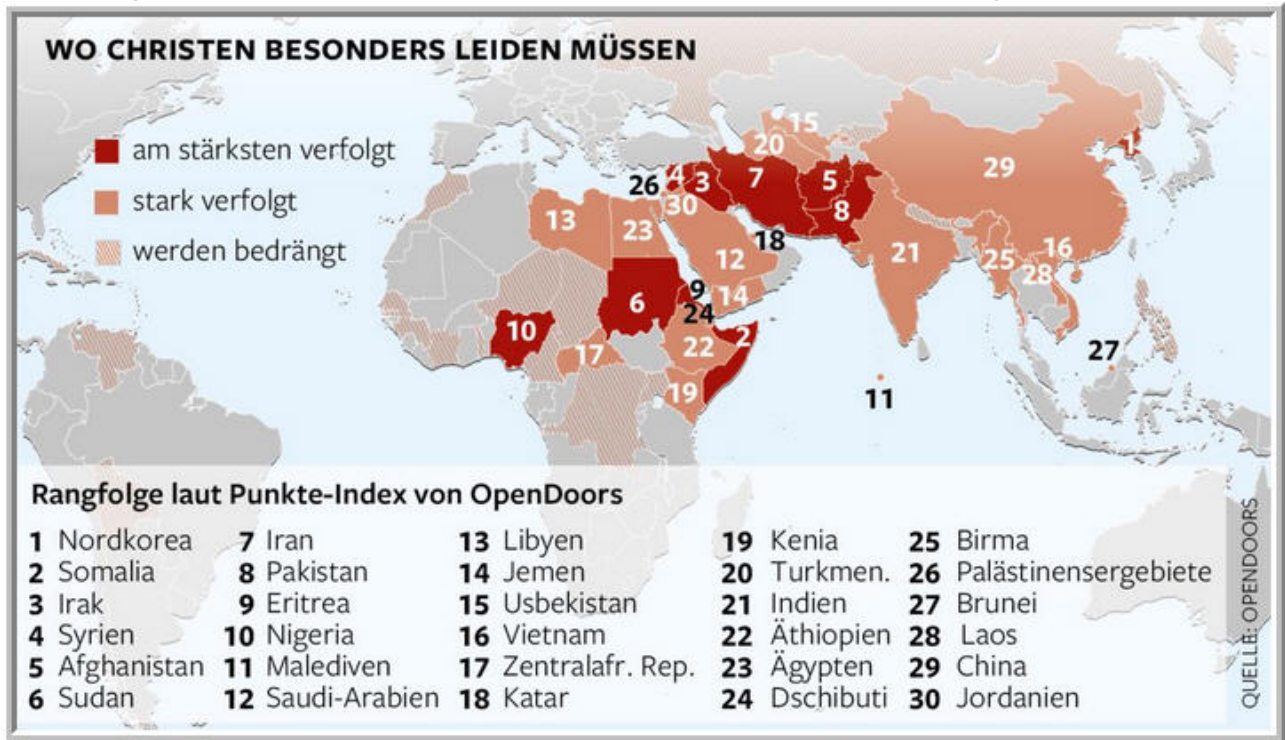 WO CHRISTEN BESONDERS LEIDEN MÜSSEN
am stärksten verfolgt
stark verfolgt
werden bedrängt
15
20
1
4
3
7
5
29
26
30
8
13
23
18
12
21
25
16
28
9
6
14
24
10
2
22
17
27
19
11
Rangfolge laut Punkte-Index von OpenDoors
1 Nordkorea
2 Somalia
3 Irak
4 Syrien
5 Afghanistan
6 Sudan
7 Iran
8 Pakistan
9 Eritrea
10 Nigeria
11 Malediven
12 Saudi-Arabien
13 Libyen
14 Jemen
15 Usbekistan
16 Vietnam
17 Zentralafr. Rep.
18 Katar
19 Kenia
20 Turkmen.
21 Indien
22 Äthiopien
23 Ägypten
24 Dschibuti
25 Birma
26 Palästinensergebiete
27 Brunei
28 Laos
29 China
30 Jordanien
QUELLE: OPENDOORS